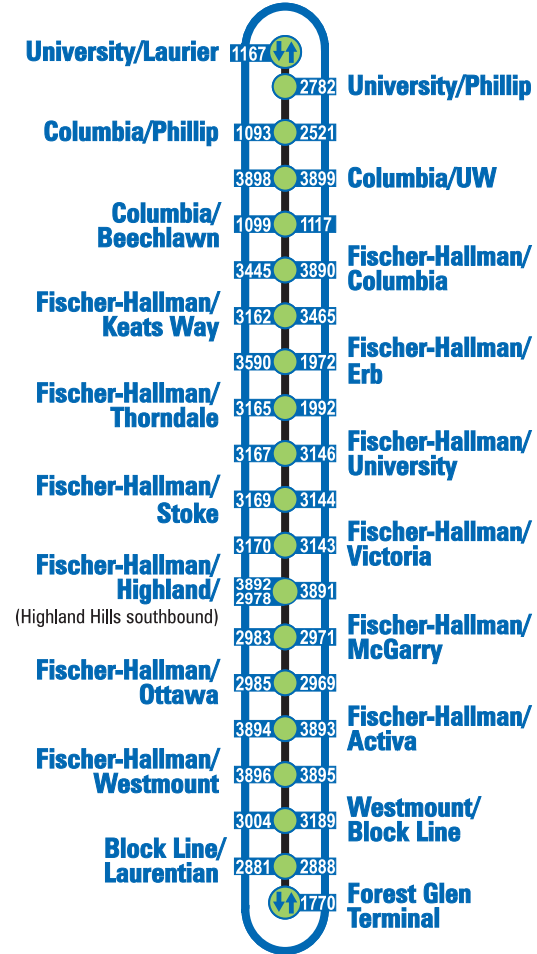 University/Laurier 1167
2782 University/Phillip
Columbia/Phillip 1093 2521
3898 3899 Columbia/UW
Columbia/
Beechlawn 1099 1117
3445 3890 Fischer-Hallman/
Columbia
Fischer-Hallman/
Keats Way 3162 3465
3590 1972 Fischer-Hallman/
Erb
Fischer-Hallman/
Thorndale 3165 1992
3167 3146 Fischer-Hallman/
University
Fischer-Hallman/
Stoke 3169 3144
3170 3143 Fischer-Hallman/
Victoria
Fischer-Hallman/
Highland/ 3892 2978 3891
(Highland Hills southbound)
2983 2971 Fischer-Hallman/
McGarry
Fischer-Hallman/
Ottawa 2985 2969
3894 3893 Fischer-Hallman/
Activa
Fischer-Hallman/
Westmount 3896 3895
3004 3189 Westmount/
Block Line
Block Line/
Laurentian 2881 2888
1770 Forest Glen
Terminal